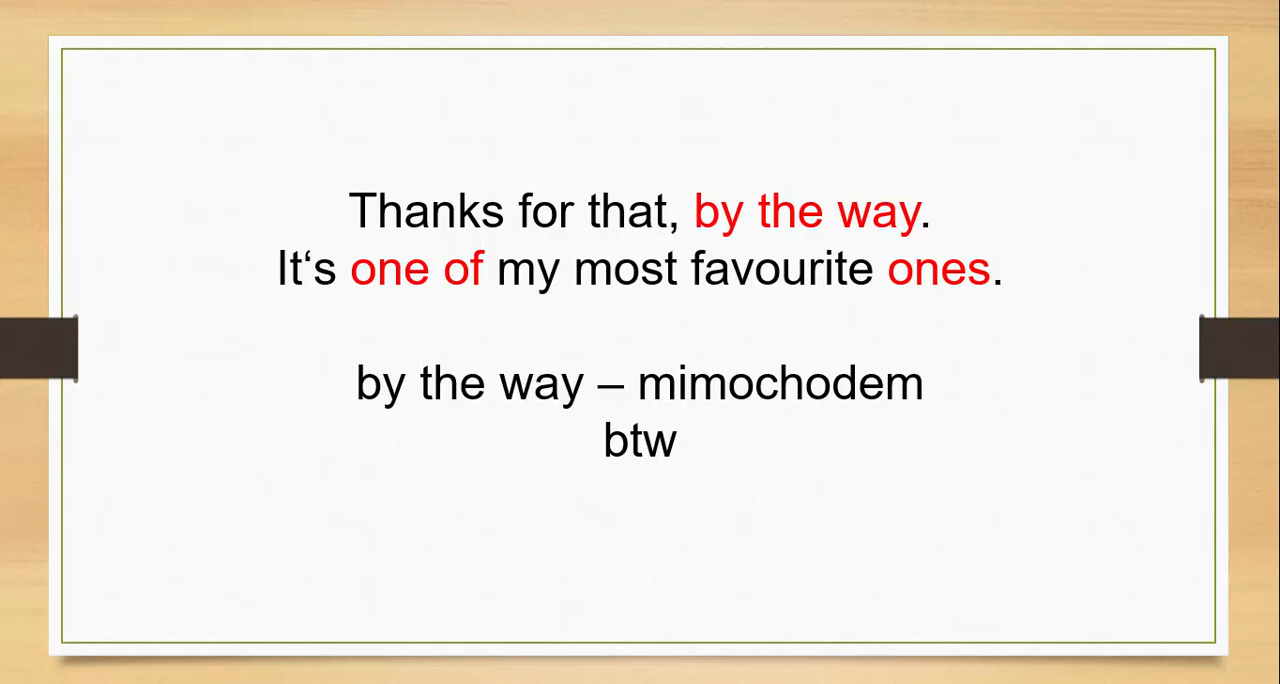 Thanks for that, by the way.
It‘s one of my most favourite ones.
by the way – mimochodem
btw